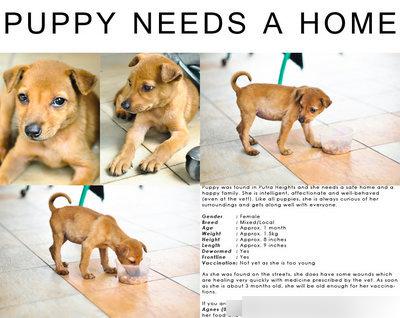 PUPPY NEEDS A HOME
Puppy was found in Putra Heights and she needs a safe home and a
happy family. She is intelligent, affectionate and well-behaved
(even at the vet!). Like all puppies, she is always curious of her
surroundings and gets along well with everyone.
Gender : Female
Breed : Mixed/Local
Age : Approx. 1 month
Weight : Approx. 1.5kg
Height : Approx. 8 inches
Length : Approx. 9 inches
Dewormed : Yes
Frontline : Yes
Vaccination: Not yet as she is too young
As she was found on the streets, she does have some wounds which
are healing very quickly with medicine prescribed by the vet. As soon
as she is about 3 months old, she will be old enough for her vaccina-
tions.
If you
Agnes
her food